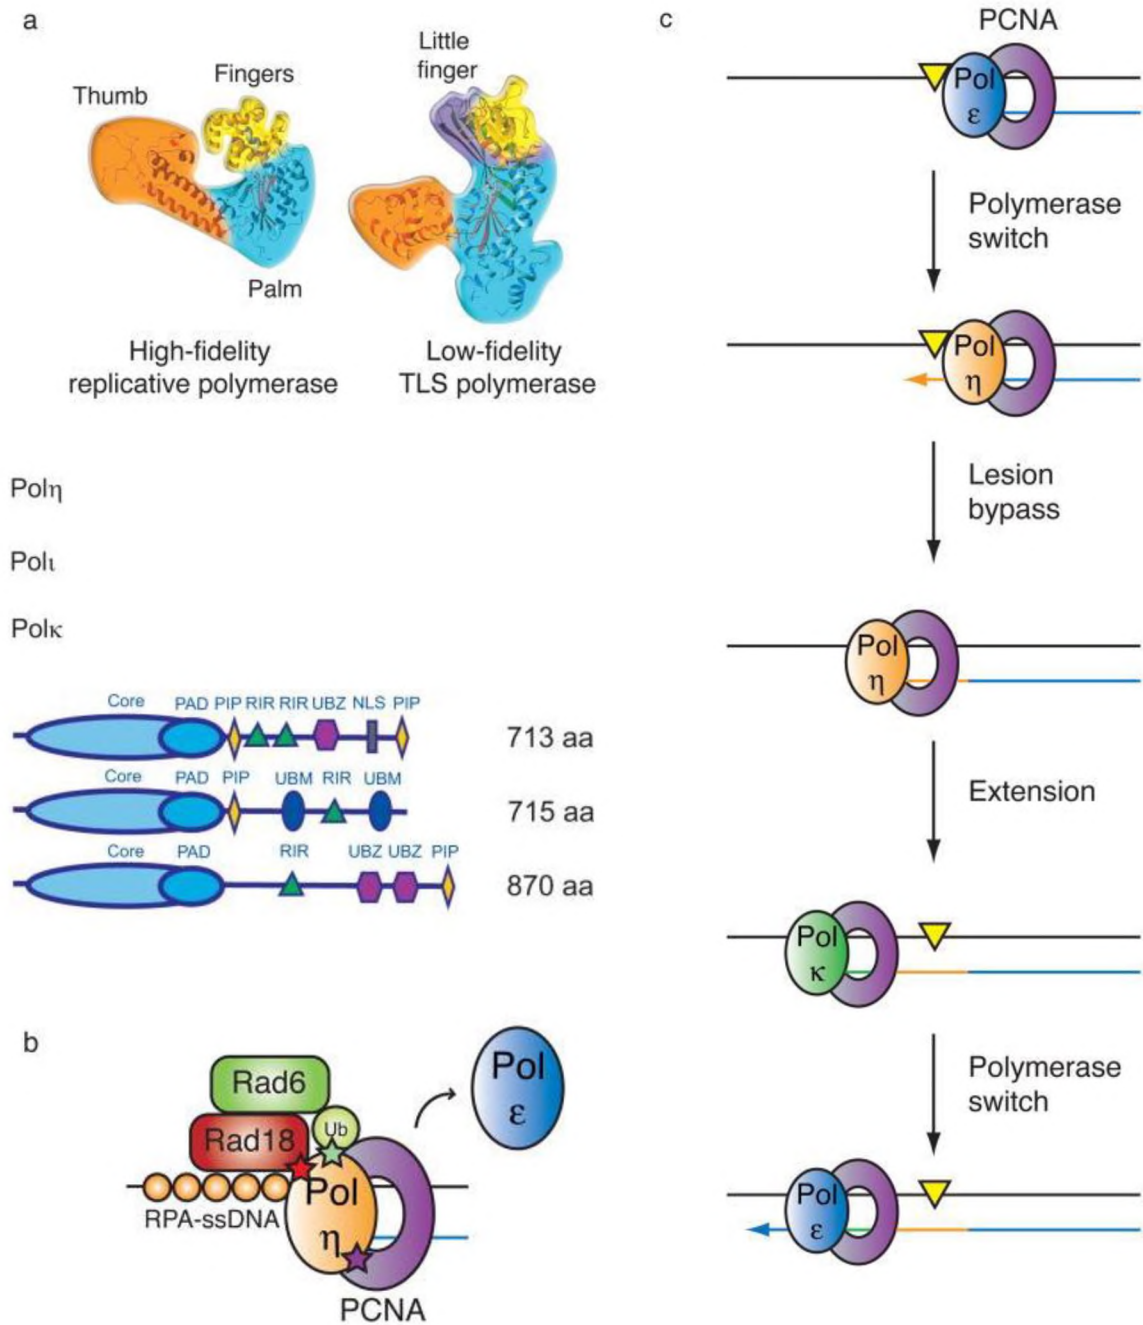 a
Thumb
Fingers
Little
finger
Palm
High-fidelity
replicative polymerase
Low-fidelity
TLS polymerase
Polη
Polι
Polκ
Core PAD PIP RIR RIR UBZ NLS PIP
713 aa
Core PAD PIP UBM RIR UBM
715 aa
Core PAD RIR UBZ UBZ PIP
870 aa
b
Rad6
Rad18
Ub
RPA-ssDNA
Pol
η
PCNA
Pol
ε
c
PCNA
Pol
ε
Polymerase
switch
Pol
η
Lesion
bypass
Pol
η
Extension
Pol
κ
Polymerase
switch
Pol
ε